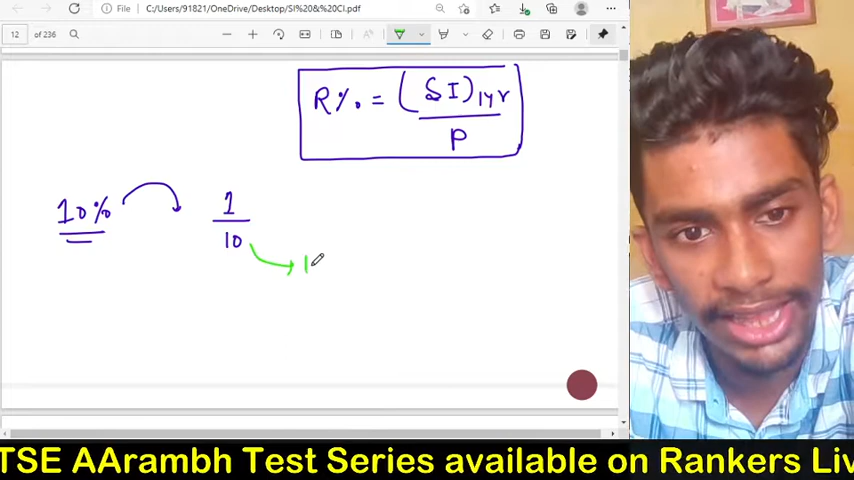 File C:/Users/91821/OneDrive/Desktop/SI%20&%20CI.pdf
12 of 236
R% = (SI)1yr / P
10% 1/10
TSE AArambh Test Series available on Rankers Liv